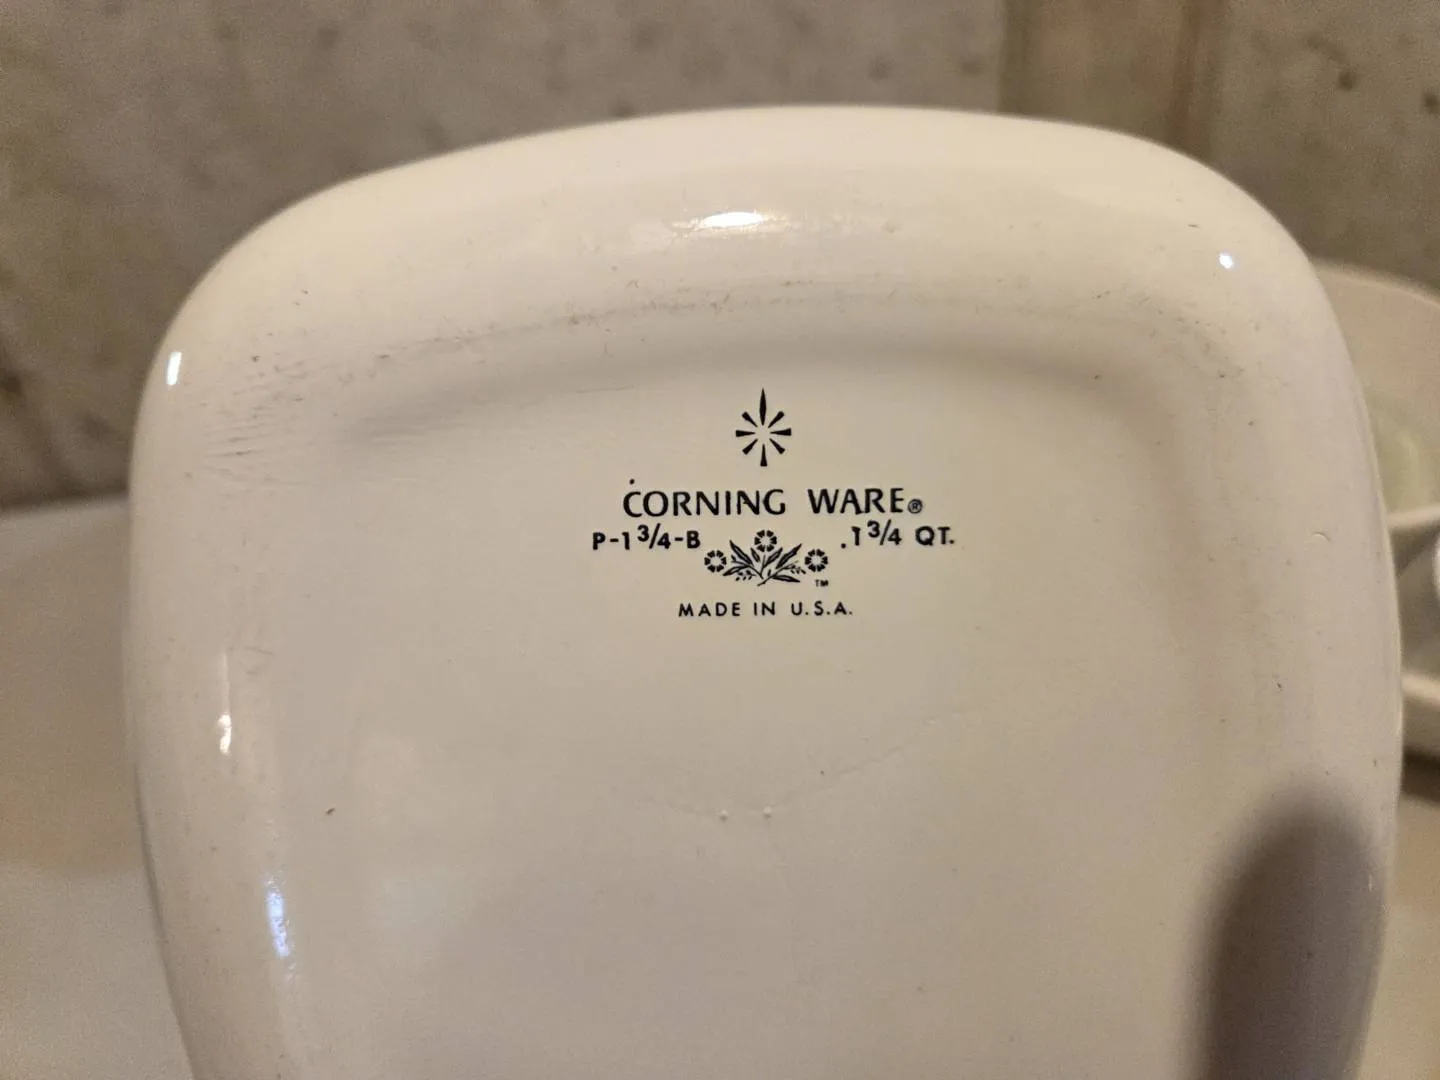 CORNING WARE®
P-1 3/4-B .1 3/4 QT.
TM
MADE IN U.S.A.